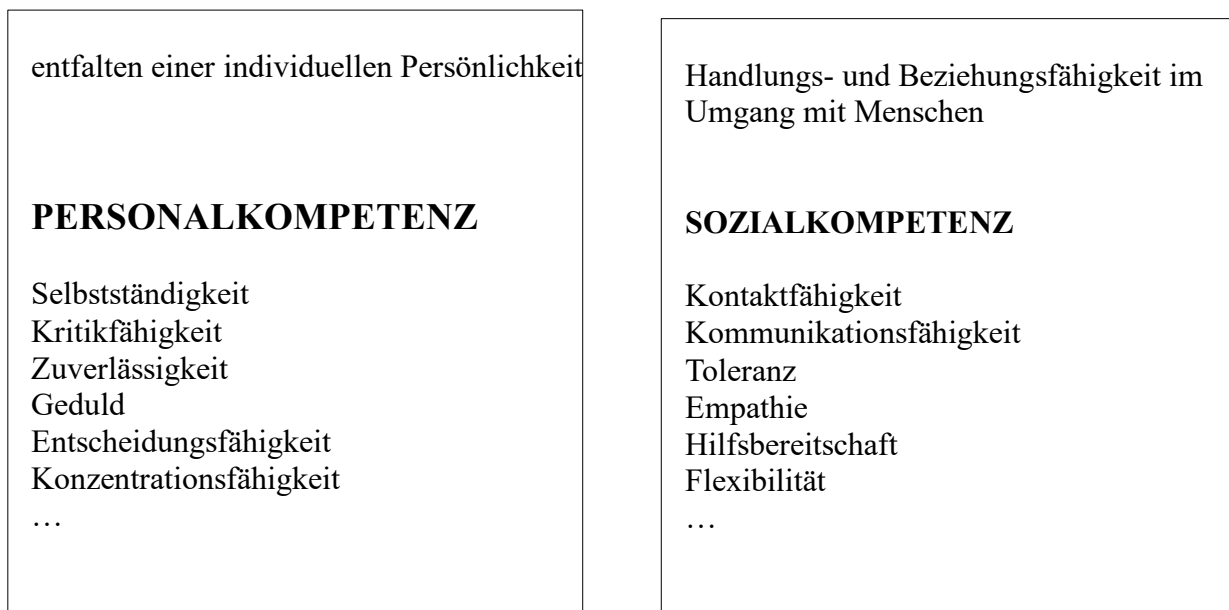 entfalten einer individuellen Persönlichkeit
PERSONALKOMPETENZ
Selbstständigkeit
Kritikfähigkeit
Zuverlässigkeit
Geduld
Entscheidungsfähigkeit
Konzentrationsfähigkeit
…
Handlungs- und Beziehungsfähigkeit im
Umgang mit Menschen
SOZIALKOMPETENZ
Kontaktfähigkeit
Kommunikationsfähigkeit
Toleranz
Empathie
Hilfsbereitschaft
Flexibilität
…